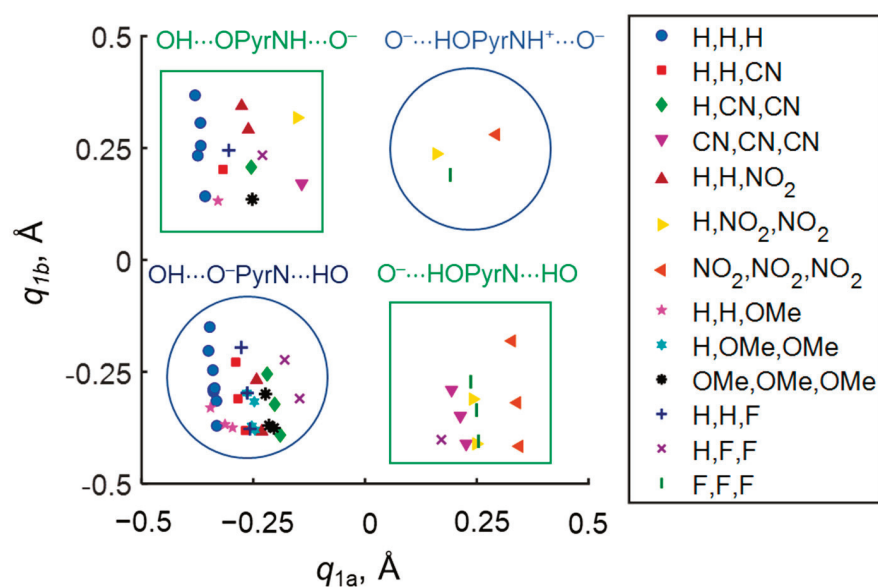 OH···OPyrNH···O⁻
O⁻···HOPyrNH⁺···O⁻
0.5
0.25
0
-0.25
-0.5
q1b, Å
OH···O⁻PyrN···HO
O⁻···HOPyrN···HO
−0.5
−0.25
0
0.25
0.5
q1a, Å
H,H,H
H,H,CN
H,CN,CN
CN,CN,CN
H,H,NO₂
H,NO₂,NO₂
NO₂,NO₂,NO₂
H,H,OMe
H,OMe,OMe
OMe,OMe,OMe
H,H,F
H,F,F
F,F,F